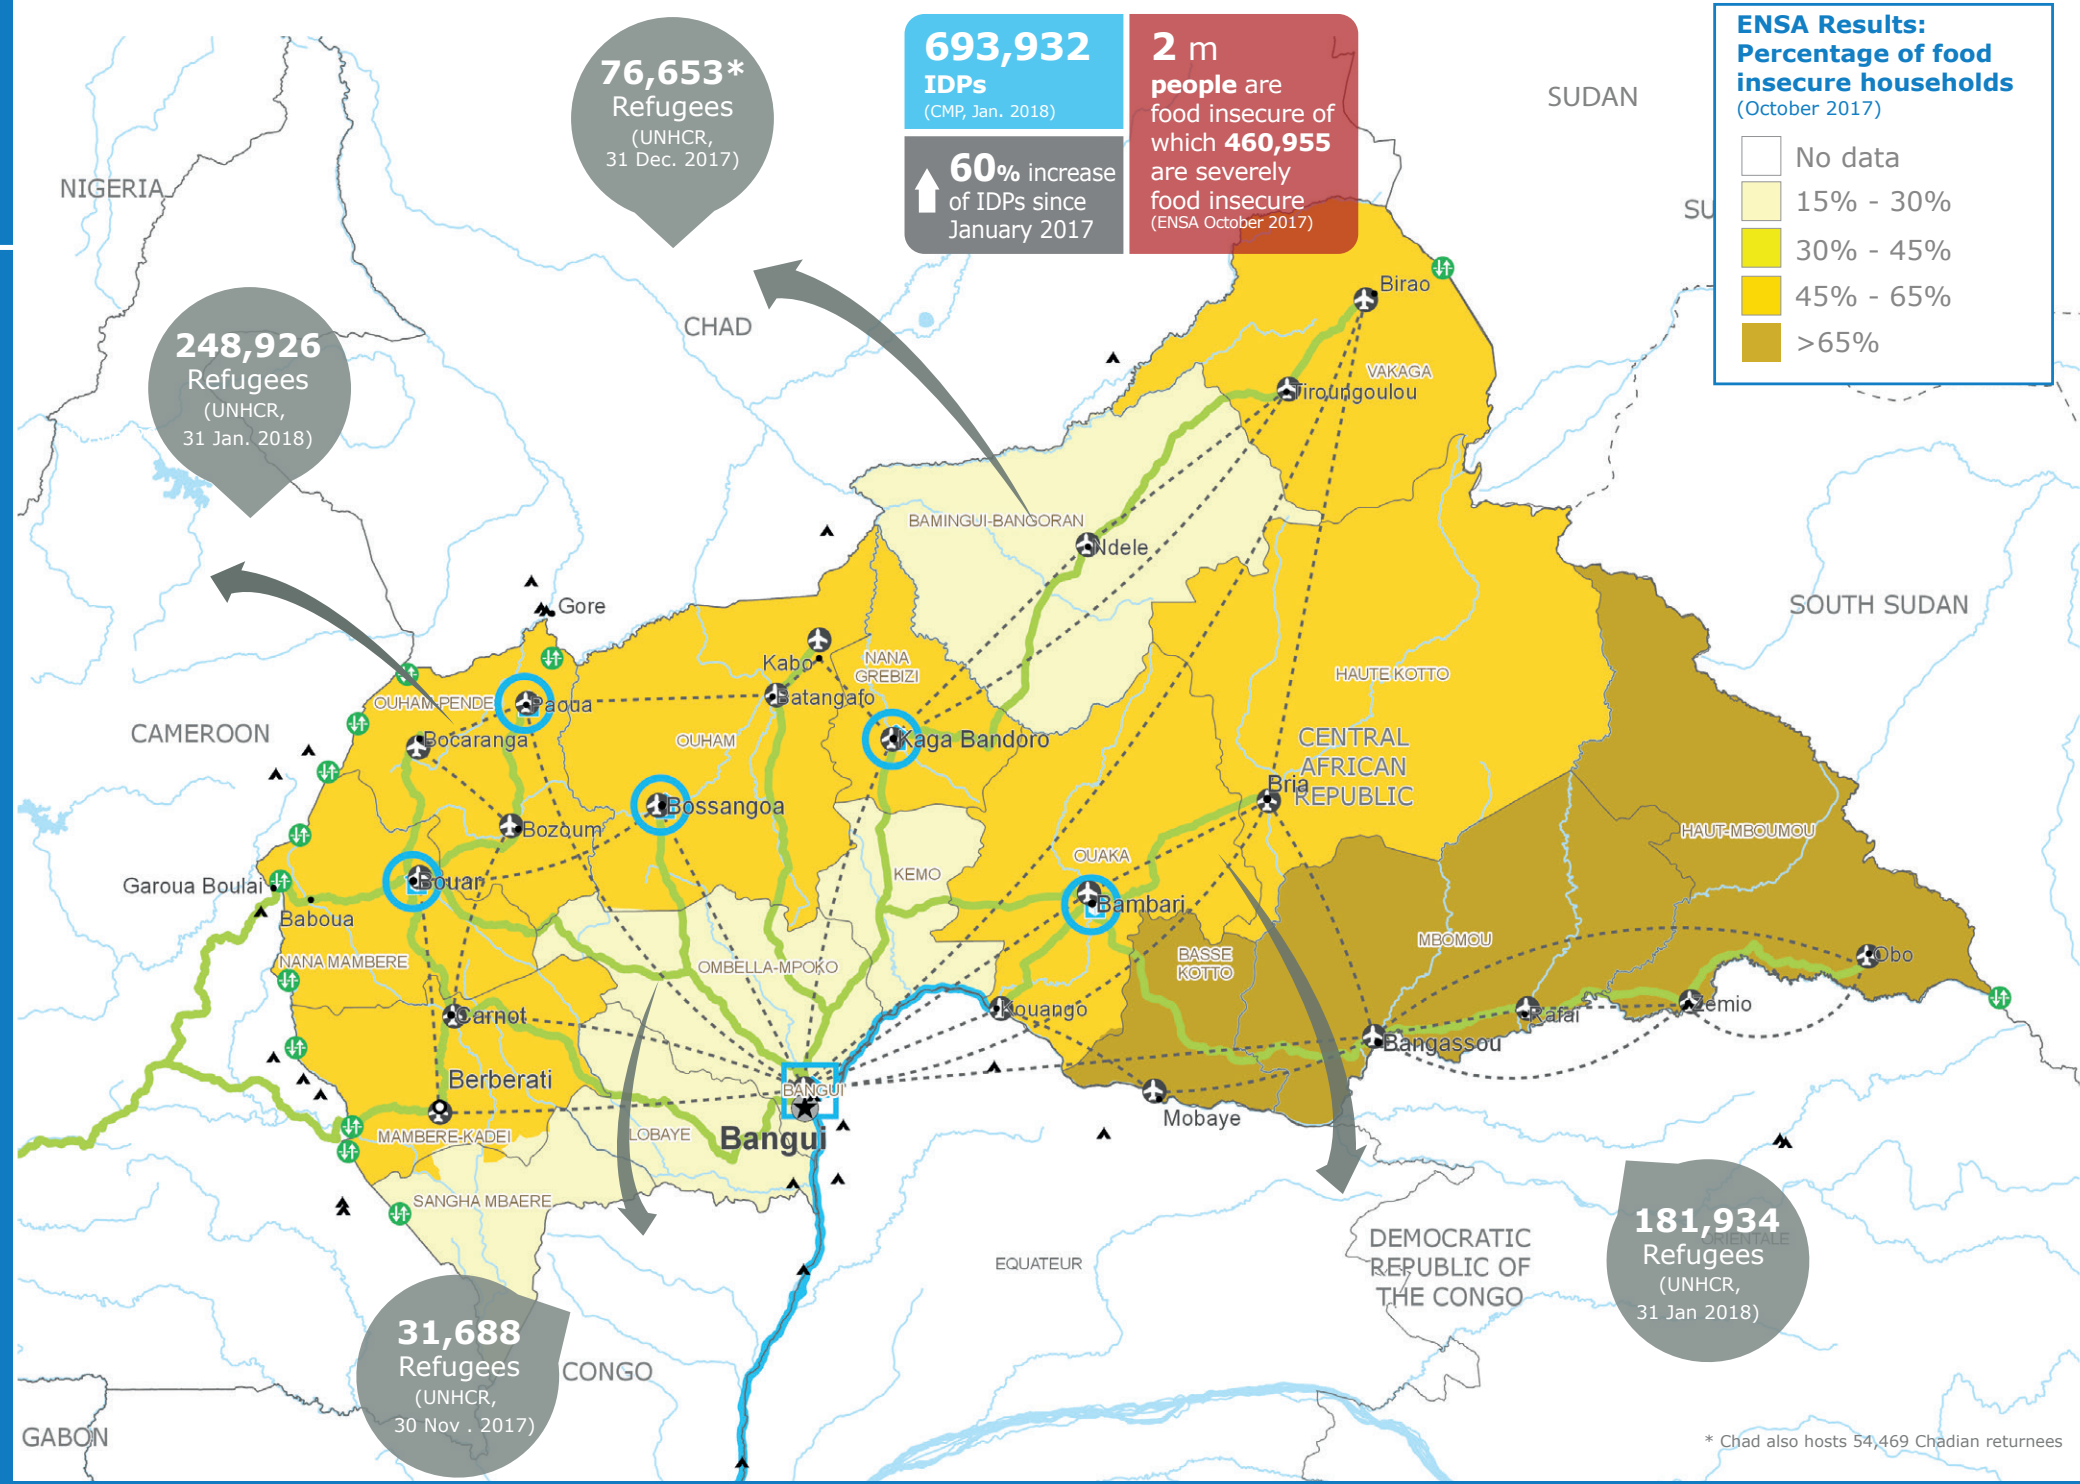 693,932
IDPs
(CMP, Jan. 2018)
60% increase
of IDPs since
January 2017
2 m
people are
food insecure of
which 460,955
are severely
food insecure
(ENSA October 2017)
ENSA Results:
Percentage of food
insecure households
(October 2017)
No data
15% - 30%
30% - 45%
45% - 65%
>65%
76,653*
Refugees
(UNHCR,
31 Dec. 2017)
248,926
Refugees
(UNHCR,
31 Jan. 2018)
NIGERIA
CHAD
SUDAN
SU
SOUTH SUDAN
CAMEROON
Birao
VAKAGA
Tiroungoulou
BAMINGUI-BANGORAN
Ndele
Gore
Kabo
NANA
GREBIZI
HAUTE KOTTO
OUHAM-PENDE
Paoua
Batangafo
Bocaranga
OUHAM
Kaga Bandoro
CENTRAL
AFRICAN
REPUBLIC
Bria
Bossangoa
Bozoum
HAUT-MBOUMOU
OUAKA
KEMO
Bouar
Garoua Boulai
Baboua
Bambari
NANA MAMBERE
OMBELLA-MPOKO
BASSE
KOTTO
MBOMOU
Obo
Carnot
Kouango
Rafai
Zemio
Bangassou
Berberati
BANGUI
Bangui
Mobaye
MAMBERE-KADEI
LOBAYE
SANGHA MBAERE
EQUATEUR
DEMOCRATIC
REPUBLIC OF
THE CONGO
181,934
ORIENTALE
Refugees
(UNHCR,
31 Jan 2018)
31,688
Refugees
(UNHCR,
30 Nov . 2017)
CONGO
GABON
* Chad also hosts 54,469 Chadian returnees